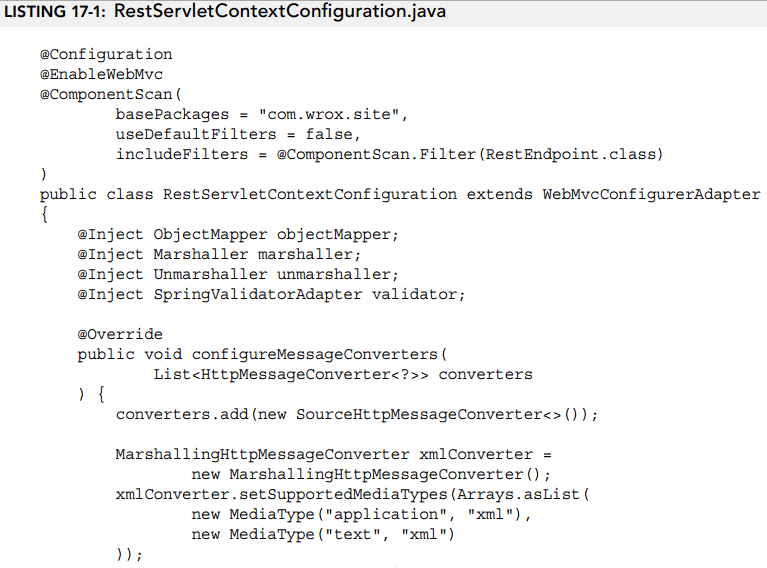 LISTING 17-1: RestServletContextConfiguration.java
@Configuration
@EnableWebMvc
@ComponentScan(
        basePackages = "com.wrox.site",
        useDefaultFilters = false,
        includeFilters = @ComponentScan.Filter(RestEndpoint.class)
)
public class RestServletContextConfiguration extends WebMvcConfigurerAdapter
{
    @Inject ObjectMapper objectMapper;
    @Inject Marshaller marshaller;
    @Inject Unmarshaller unmarshaller;
    @Inject SpringValidatorAdapter validator;

    @Override
    public void configureMessageConverters(
            List<HttpMessageConverter<?>> converters
    ) {
        converters.add(new SourceHttpMessageConverter<>());

        MarshallingHttpMessageConverter xmlConverter =
                new MarshallingHttpMessageConverter();
        xmlConverter.setSupportedMediaTypes(Arrays.asList(
                new MediaType("application", "xml"),
                new MediaType("text", "xml")
        ));